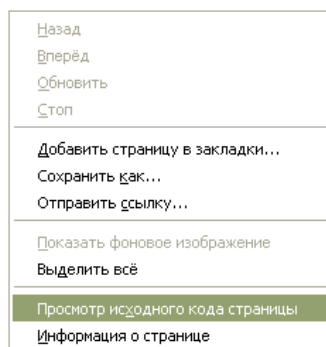 Назад
Вперёд
Обновить
Стоп
Добавить страницу в закладки...
Сохранить как...
Отправить ссылку...
Показать фоновое изображение
Выделить всё
Просмотр исходного кода страницы
Информация о странице